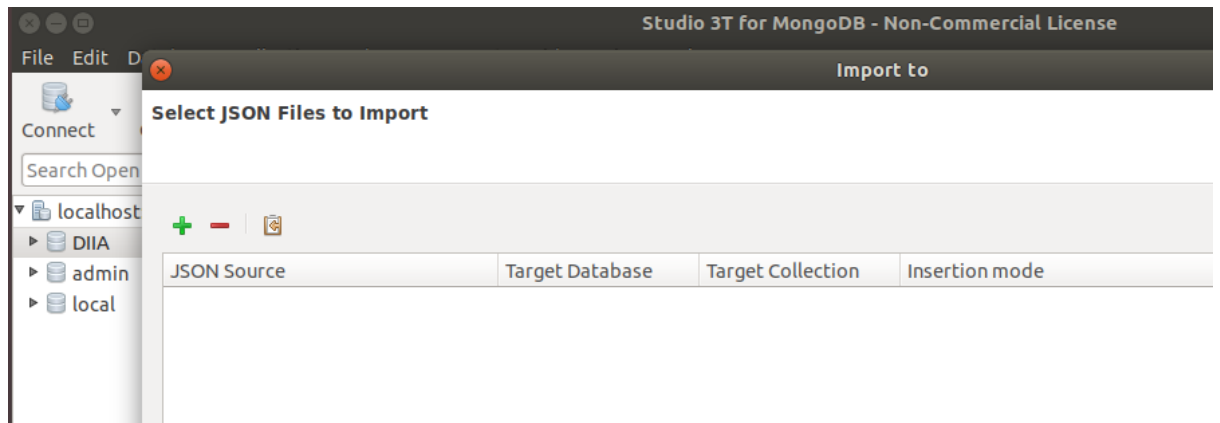 Studio 3T for MongoDB - Non-Commercial License
File Edit D
Import to
Select JSON Files to Import
Connect
Search Open
localhost
DIIA
admin
local
JSON Source Target Database Target Collection Insertion mode